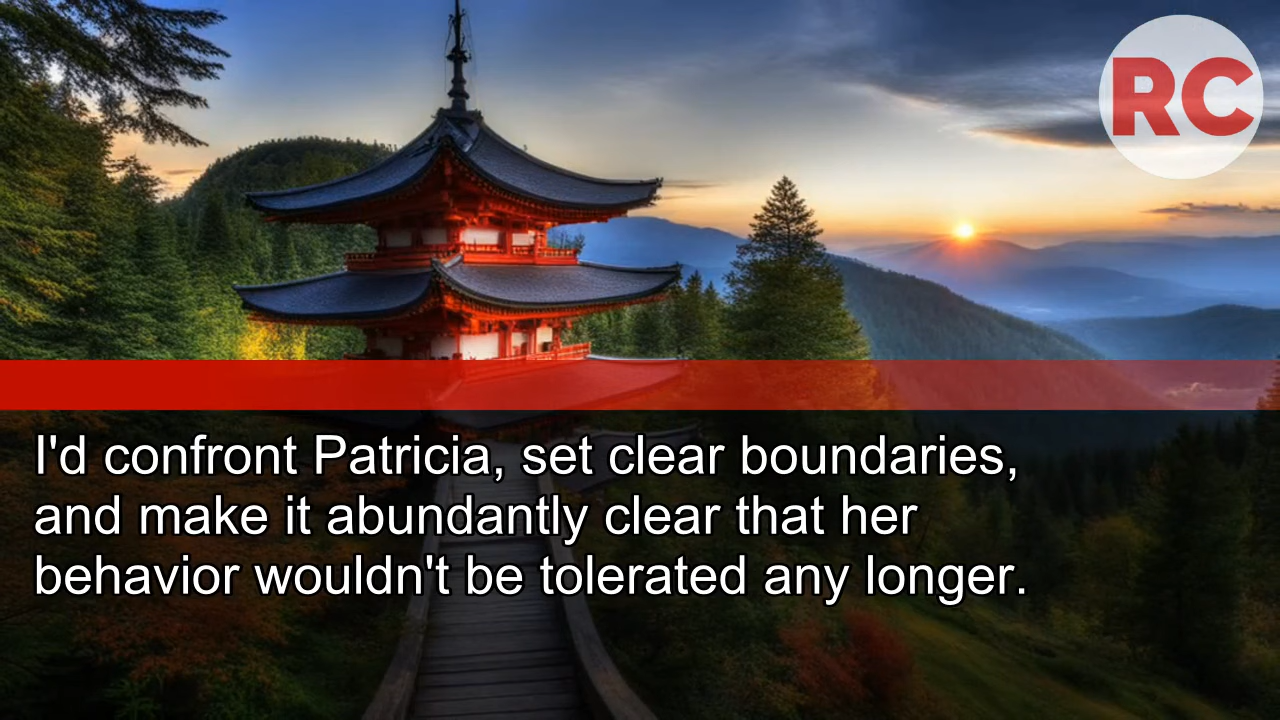 RC
I'd confront Patricia, set clear boundaries,
and make it abundantly clear that her
behavior wouldn't be tolerated any longer.